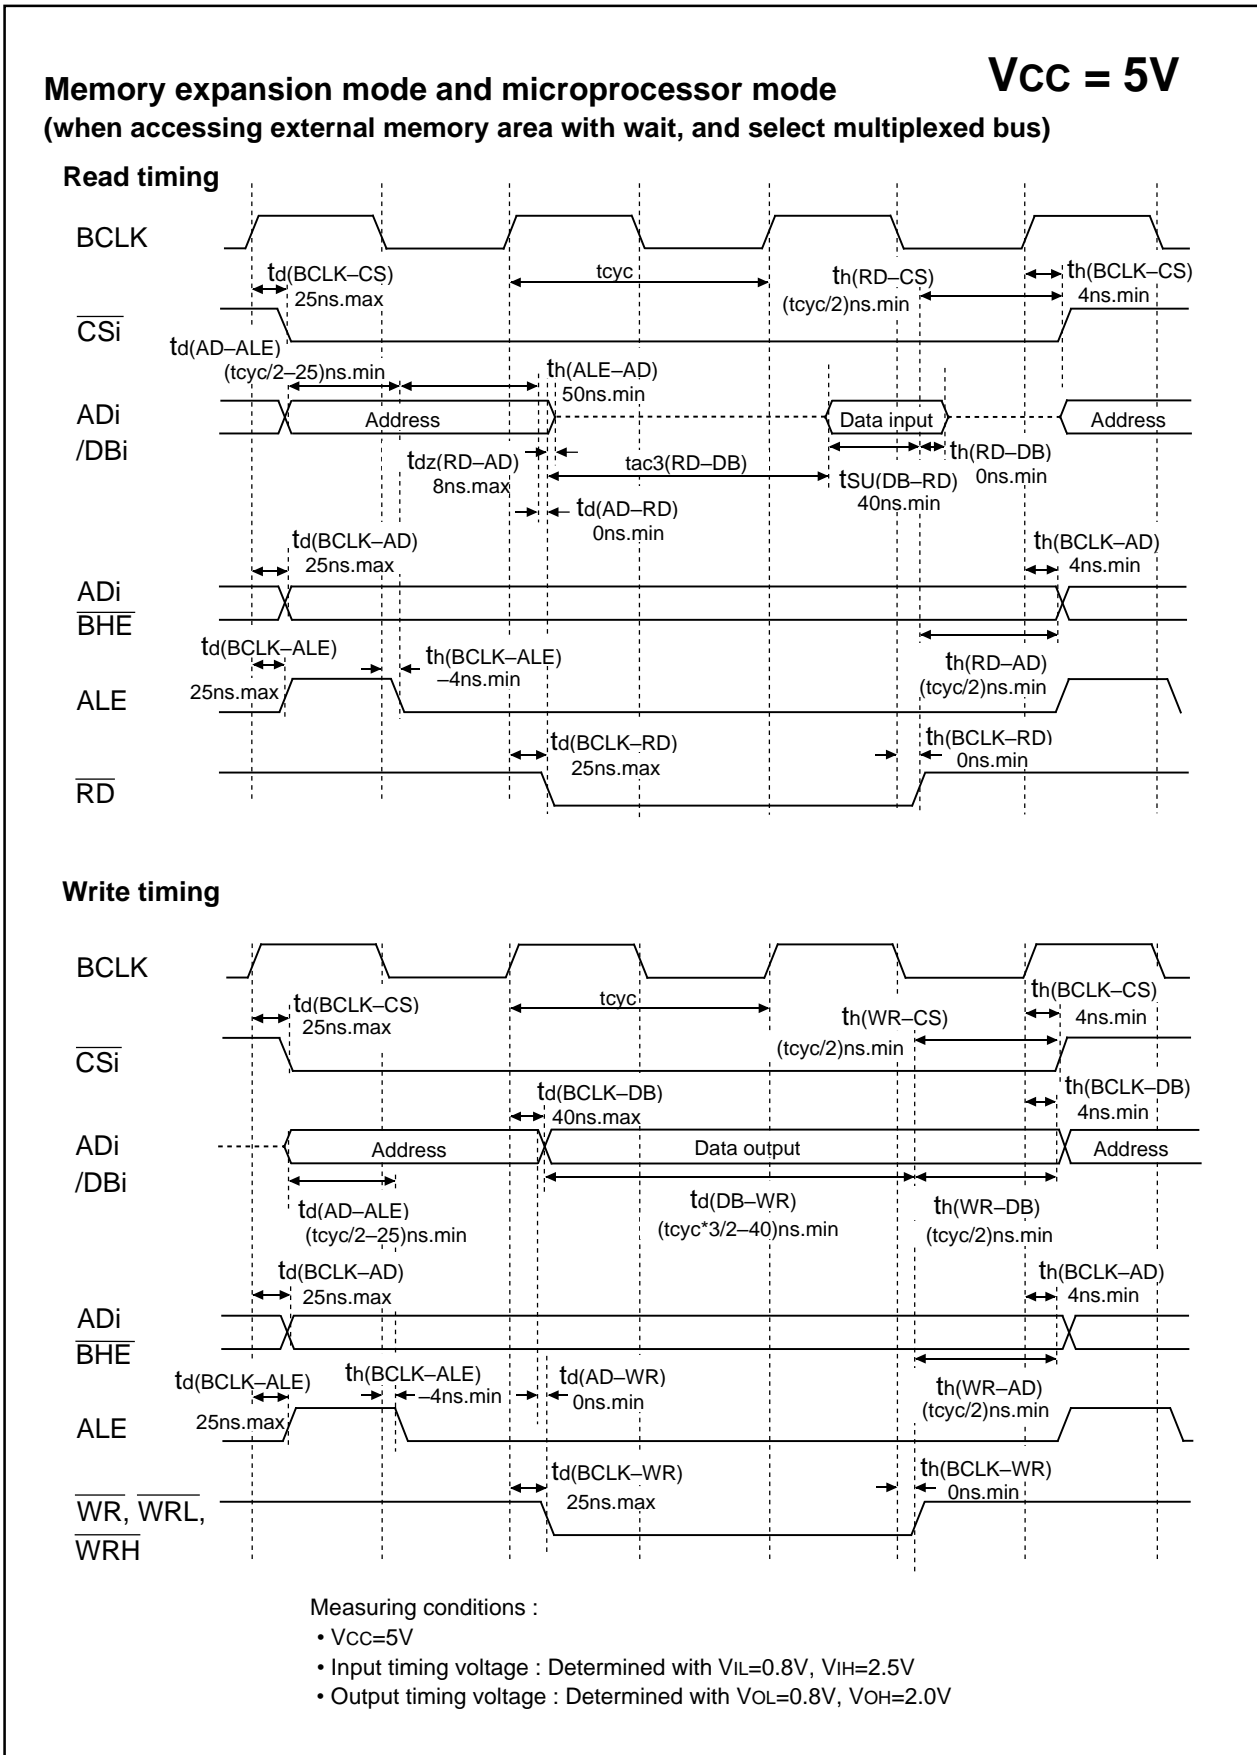 VCC = 5V
Memory expansion mode and microprocessor mode
(when accessing external memory area with wait, and select multiplexed bus)
Read timing
BCLK
td(BCLK–CS)
25ns.max
tcyc
th(RD–CS)
(tcyc/2)ns.min
th(BCLK–CS)
4ns.min
CSi
td(AD–ALE)
(tcyc/2–25)ns.min
th(ALE–AD)
50ns.min
ADi
/DBi
Address
Data input
Address
tdz(RD–AD)
8ns.max
tac3(RD–DB)
tSU(DB–RD)
40ns.min
th(RD–DB)
0ns.min
td(AD–RD)
0ns.min
td(BCLK–AD)
25ns.max
th(BCLK–AD)
4ns.min
ADi
BHE
td(BCLK–ALE)
25ns.max
th(BCLK–ALE)
–4ns.min
th(RD–AD)
(tcyc/2)ns.min
ALE
td(BCLK–RD)
25ns.max
th(BCLK–RD)
0ns.min
RD
Write timing
BCLK
td(BCLK–CS)
25ns.max
tcyc
th(WR–CS)
(tcyc/2)ns.min
th(BCLK–CS)
4ns.min
CSi
td(BCLK–DB)
40ns.max
th(BCLK–DB)
4ns.min
ADi
/DBi
Address
Data output
Address
td(AD–ALE)
(tcyc/2–25)ns.min
td(DB–WR)
(tcyc*3/2–40)ns.min
th(WR–DB)
(tcyc/2)ns.min
td(BCLK–AD)
25ns.max
th(BCLK–AD)
4ns.min
ADi
BHE
td(BCLK–ALE)
25ns.max
th(BCLK–ALE)
–4ns.min
td(AD–WR)
0ns.min
th(WR–AD)
(tcyc/2)ns.min
ALE
td(BCLK–WR)
25ns.max
th(BCLK–WR)
0ns.min
WR, WRL,
WRH
Measuring conditions :
• VCC=5V
• Input timing voltage : Determined with VIL=0.8V, VIH=2.5V
• Output timing voltage : Determined with VOL=0.8V, VOH=2.0V